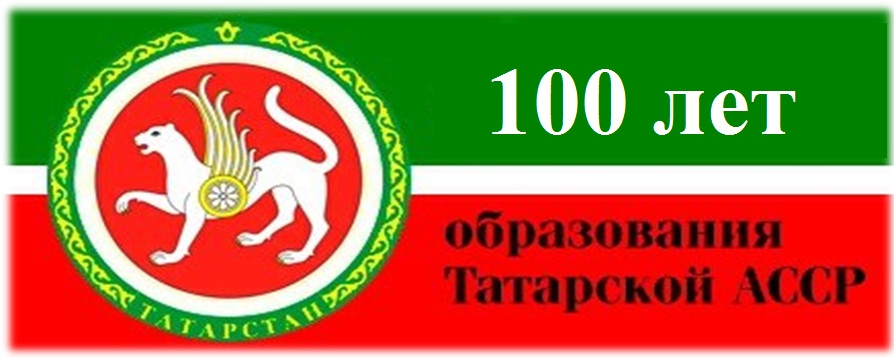 100 лет
образования
Татарской АССР
ТАТАРСТАН